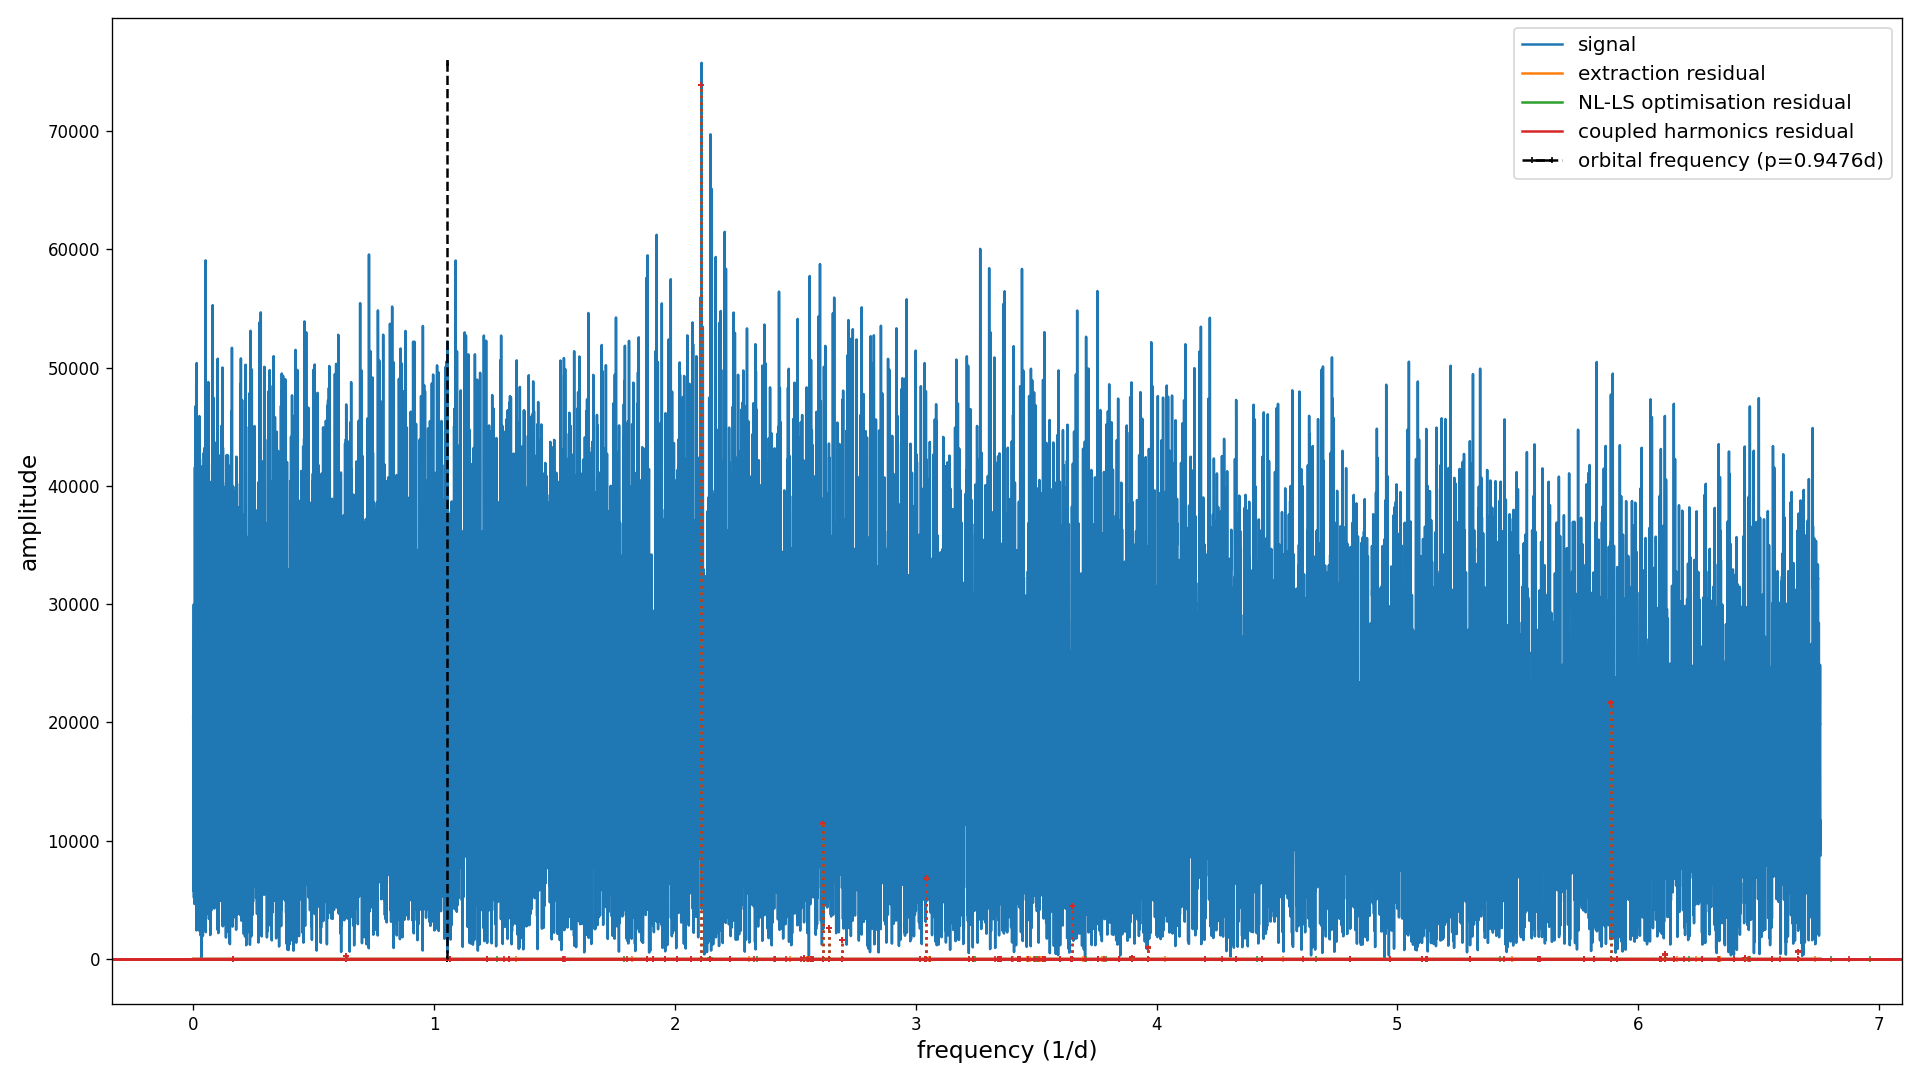 signal
extraction residual
NL-LS optimisation residual
coupled harmonics residual
orbital frequency (p=0.9476d)
amplitude
70000
60000
50000
40000
30000
20000
10000
0
0 1 2 3 4 5 6 7
frequency (1/d)